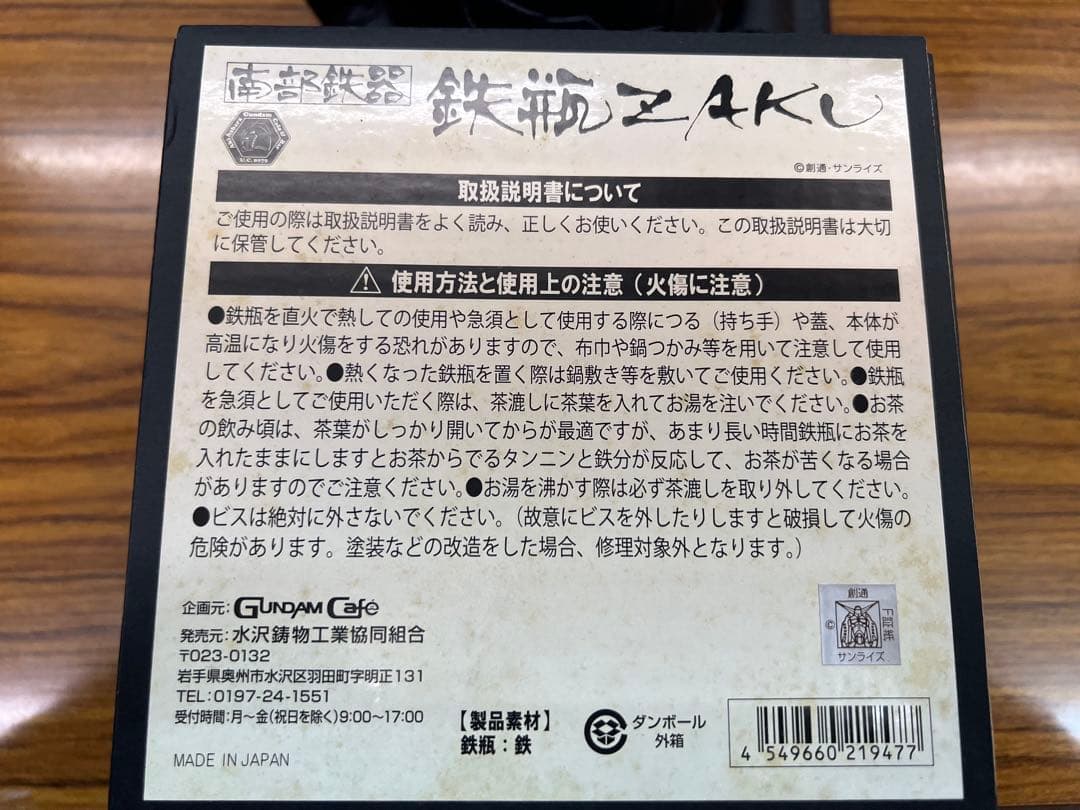 南部鉄器
鉄瓶ZAKU
U.C. 0079
©創通・サンライズ
取扱説明書について
ご使用の際は取扱説明書をよく読み、正しくお使いください。この取扱説明書は大切
に保管してください。
使用方法と使用上の注意(火傷に注意)
●鉄瓶を直火で熱しての使用や急須として使用する際につる(持ち手)や蓋、本体が
高温になり火傷をする恐れがありますので、布巾や鍋つかみ等を用いて注意して使用
してください。●熱くなった鉄瓶を置く際は鍋敷き等を敷いてご使用ください。●鉄瓶
を急須としてご使用いただく際は、茶漉しに茶葉を入れてお湯を注いでください。●お茶
の飲み頃は、茶葉がしっかり開いてからが最適ですが、あまり長い時間鉄瓶にお茶を
入れたままにしますとお茶からでるタンニンと鉄分が反応して、お茶が苦くなる場合
がありますのでご注意ください。●お湯を沸かす際は必ず茶漉しを取り外してください。
●ビスは絶対に外さないでください。(故意にビスを外したりしますと破損して火傷の
危険があります。塗装などの改造をした場合、修理対象外となります。)
企画元:GUNDAM Café
発売元:水沢鋳物工業協同組合
〒023-0132
岩手県奥州市水沢区羽田町字明正131
TEL:0197-24-1551
受付時間:月〜金(祝日を除く)9:00〜17:00
MADE IN JAPAN
【製品素材】
鉄瓶:鉄
ダンボール
外箱
創通
©
サンライズ
4 549660 219477